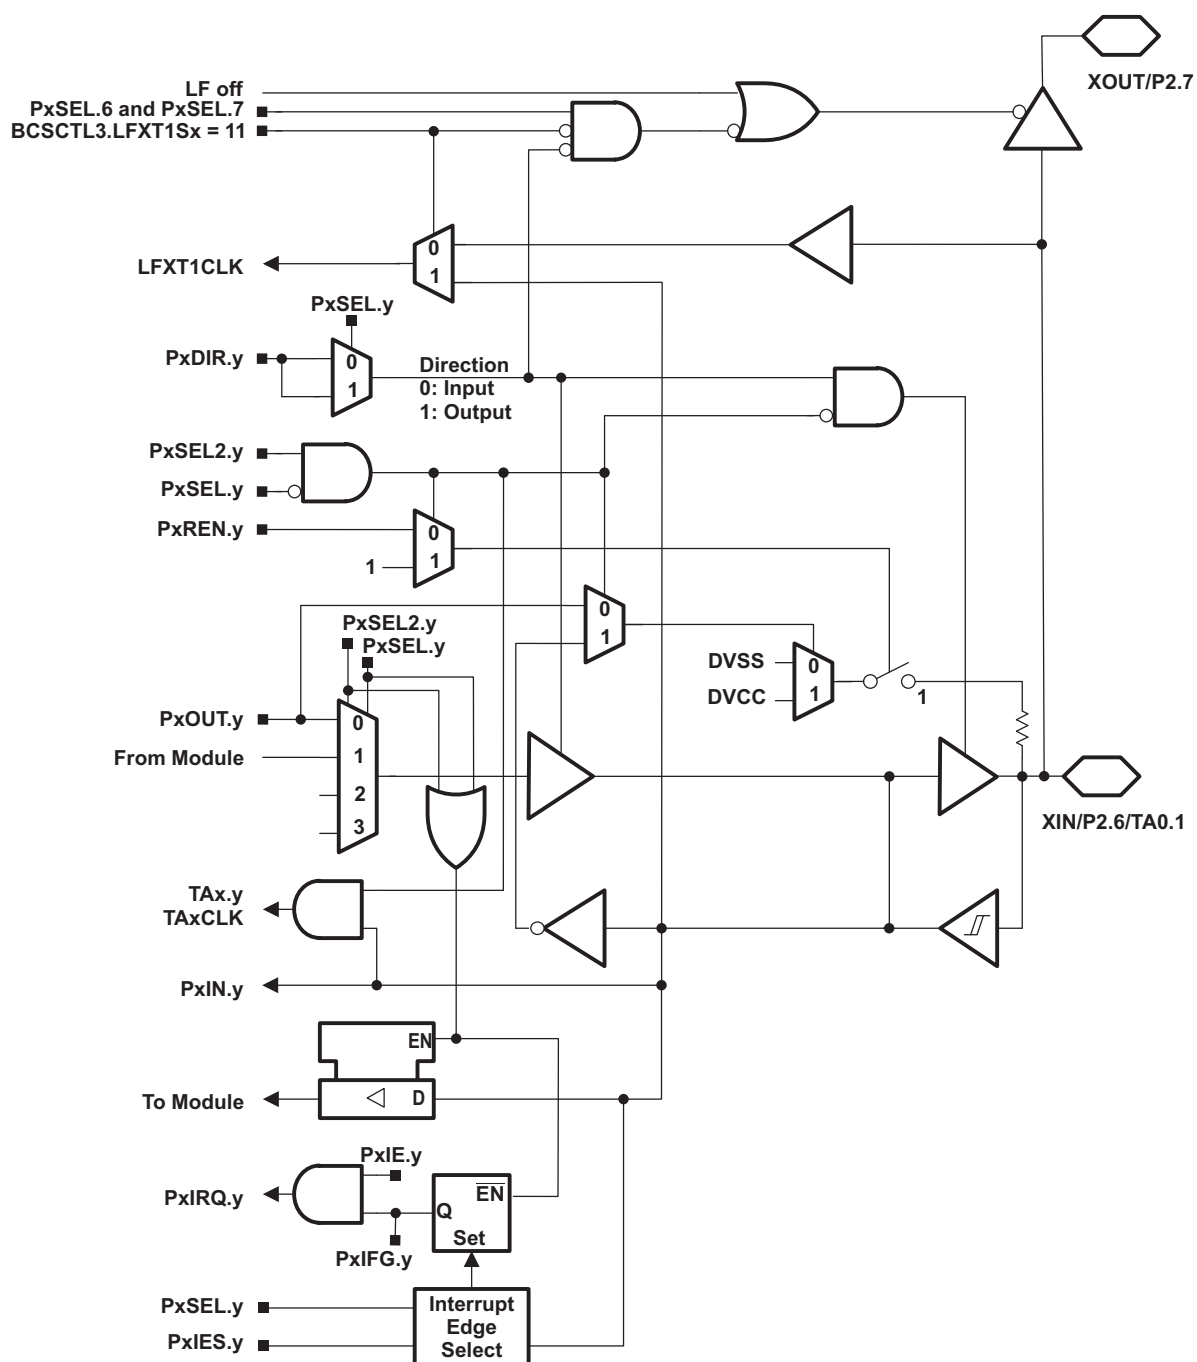 XOUT/P2.7
LF off
PxSEL.6 and PxSEL.7
BCSCTL3.LFXT1Sx = 11
0
1
LFXT1CLK
PxSEL.y
PxDIR.y
0
1
Direction
0: Input
1: Output
PxSEL2.y
PxSEL.y
PxREN.y
0
1
1
0
1
PxSEL2.y
PxSEL.y
DVSS
DVCC
0
1
1
PxOUT.y
From Module
0
1
2
3
XIN/P2.6/TA0.1
TAx.y
TAxCLK
PxIN.y
EN
To Module
D
PxIE.y
PxIRQ.y
EN
Q
Set
PxIFG.y
PxSEL.y
PxIES.y
Interrupt
Edge
Select